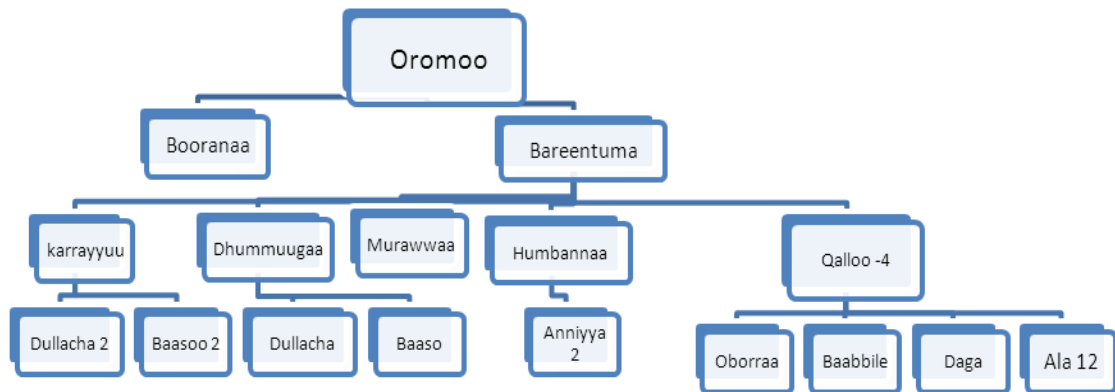 Oromoo
Booranaa
Bareentuma
karrayyuu
Dhummuugaa
Murawwaa
Humbannaa
Qalloo -4
Dullacha 2
Baasoo 2
Dullacha
Baaso
Anniyya
2
Oborraa
Baabbile
Daga
Ala 12